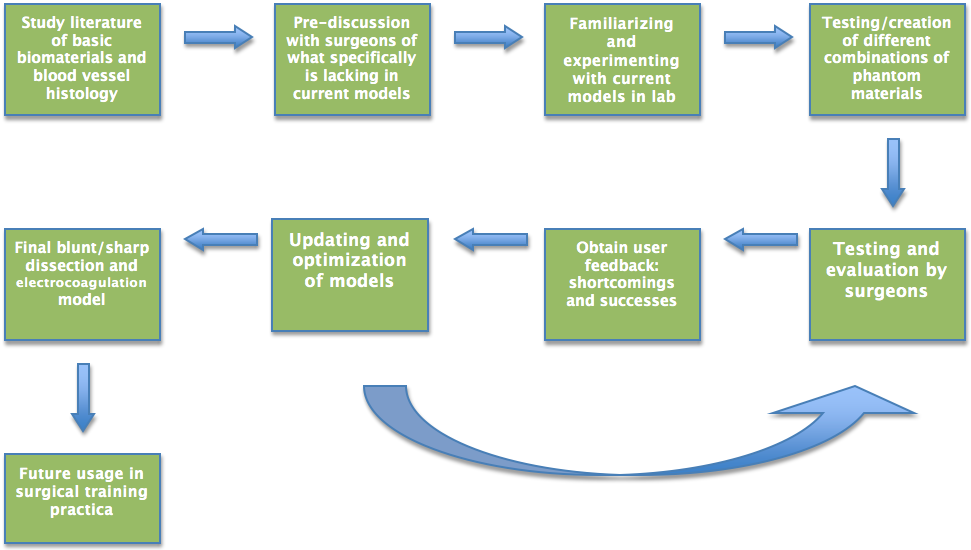 Study literature
of basic
biomaterials and
blood vessel
histology
Pre-discussion
with surgeons of
what specifically
is lacking in
current models
Familiarizing
and
experimenting
with current
models in lab
Testing/creation
of different
combinations of
phantom
materials
Testing and
evaluation by
surgeons
Obtain user
feedback:
shortcomings
and successes
Updating and
optimization
of models
Final blunt/sharp
dissection and
electrocoagulation
model
Future usage in
surgical training
practica